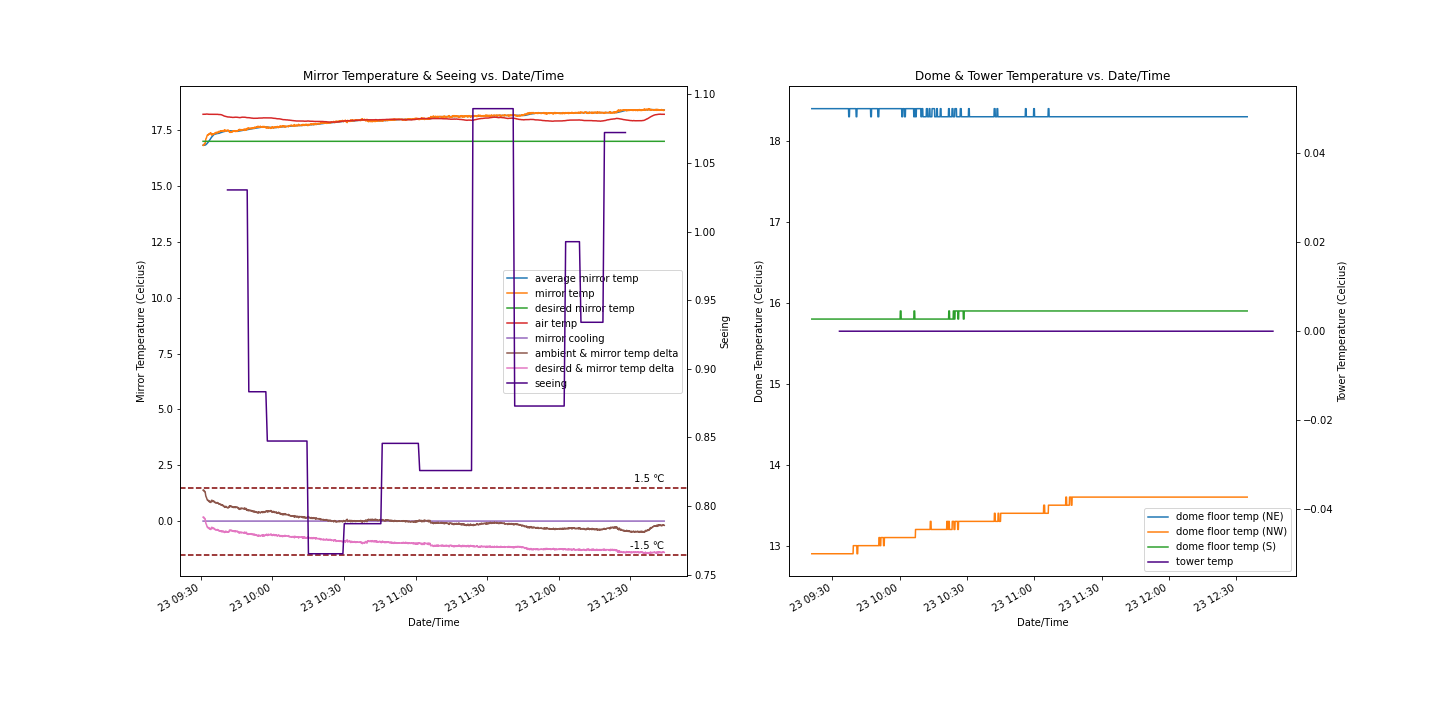 Mirror Temperature & Seeing vs. Date/Time
Mirror Temperature (Celcius)
17.5
15.0
12.5
10.0
7.5
5.0
2.5
0.0
1.10
1.05
1.00
0.95
0.90
0.85
0.80
0.75
Seeing
average mirror temp
mirror temp
desired mirror temp
air temp
mirror cooling
ambient & mirror temp delta
desired & mirror temp delta
seeing
1.5 °C
-1.5 °C
23 09:30
23 10:00
23 10:30
23 11:00
23 11:30
23 12:00
23 12:30
Date/Time
Dome & Tower Temperature vs. Date/Time
Dome Temperature (Celcius)
18
17
16
15
14
13
0.04
0.02
0.00
−0.02
−0.04
Tower Temperature (Celcius)
dome floor temp (NE)
dome floor temp (NW)
dome floor temp (S)
tower temp
23 09:30
23 10:00
23 10:30
23 11:00
23 11:30
23 12:00
23 12:30
Date/Time